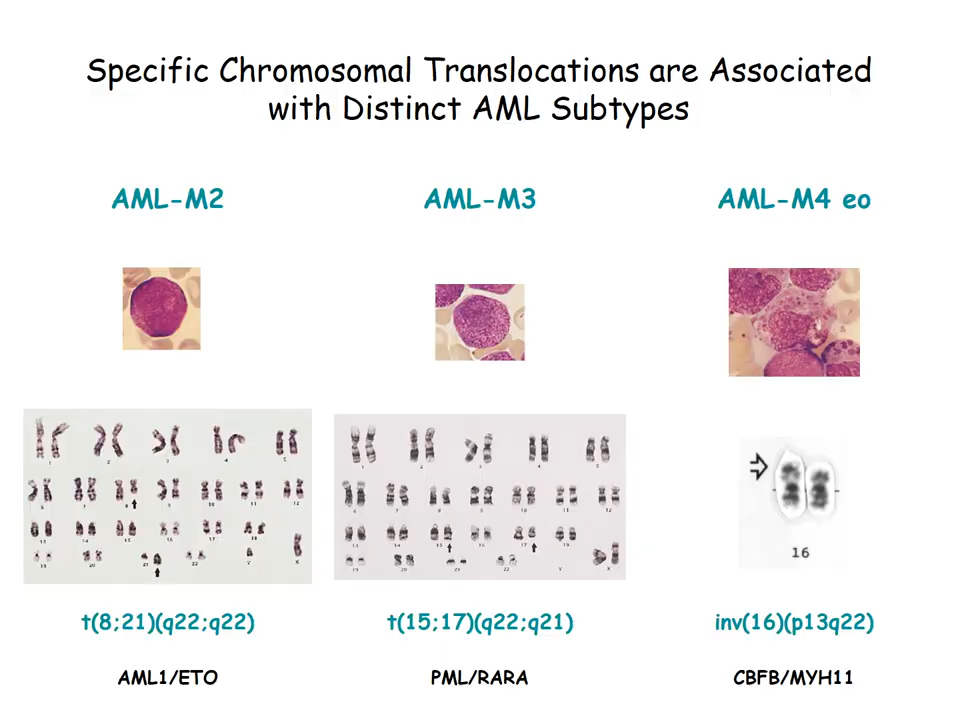 Specific Chromosomal Translocations are Associated
with Distinct AML Subtypes
AML-M2
AML-M3
AML-M4 eo
16
t(8;21)(q22;q22)
t(15;17)(q22;q21)
inv(16)(p13q22)
AML1/ETO
PML/RARA
CBFB/MYH11